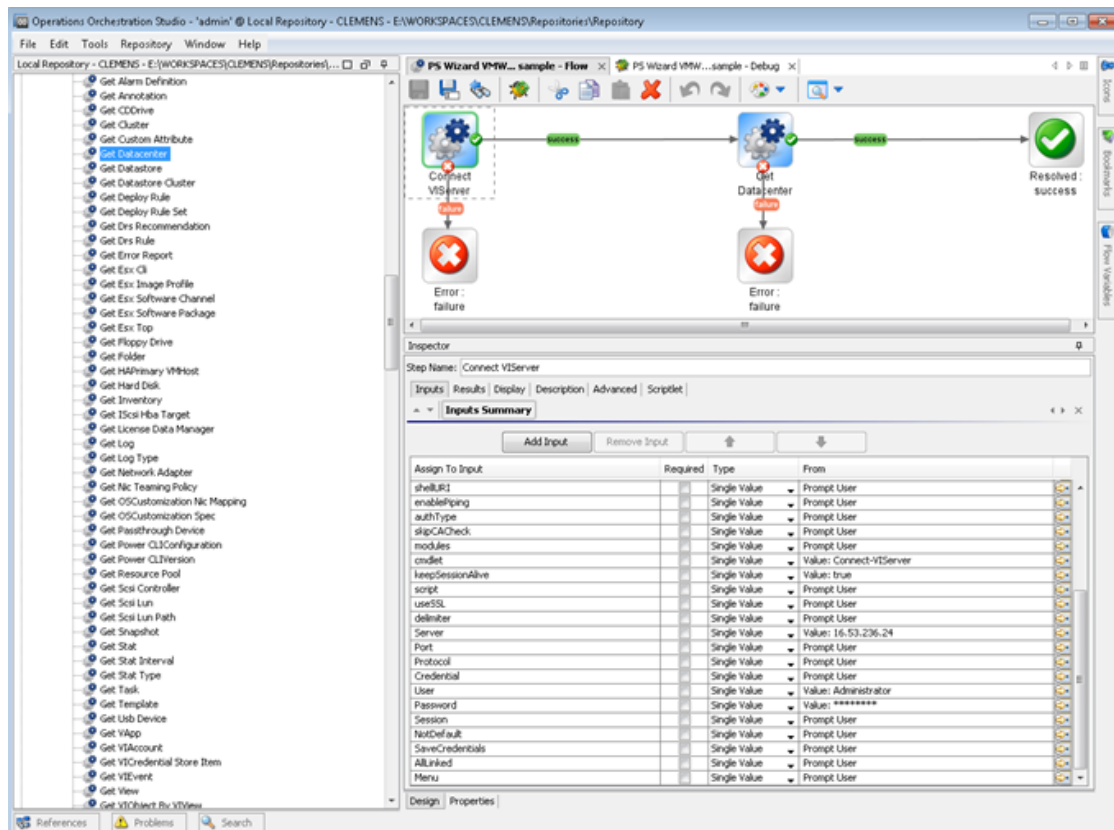 Operations Orchestration Studio - 'admin' @ Local Repository - CLEMENS - E:\WORKSPACES\CLEMENS\Repositories\Repository
File Edit Tools Repository Window Help
Local Repository - CLEMENS - E:\WORKSPACES\CLEMENS\Repositories\...
Get Alarm Definition
Get Annotation
Get CDDrive
Get Cluster
Get Custom Attribute
Get Datacenter
Get Datastore
Get Datastore Cluster
Get Deploy Rule
Get Deploy Rule Set
Get Drs Recommendation
Get Drs Rule
Get Error Report
Get Esx Cli
Get Esx Image Profile
Get Esx Software Channel
Get Esx Software Package
Get Esx Top
Get Floppy Drive
Get Folder
Get HAPrimary VMHost
Get Hard Disk
Get Inventory
Get IScsi Hba Target
Get License Data Manager
Get Log
Get Log Type
Get Network Adapter
Get Nic Teaming Policy
Get OSCustomization Nic Mapping
Get OSCustomization Spec
Get Passthrough Device
Get Power CLIConfiguration
Get Power CLIVersion
Get Resource Pool
Get Scsi Controller
Get Scsi Lun
Get Scsi Lun Path
Get Snapshot
Get Stat
Get Stat Interval
Get Stat Type
Get Task
Get Template
Get Usb Device
Get VApp
Get VIAccount
Get VICredential Store Item
Get VIEvent
Get View
Get VIObject By VIView
References Problems Search
PS Wizard VMW... sample - Flow
PS Wizard VMW...sample - Debug
Connect
VIServer
success
Get
Datacenter
success
Resolved :
success
failure
failure
Error :
failure
Error :
failure
Icons
Bookmarks
Flow Variables
Inspector
Step Name: Connect VIServer
Inputs Results Display Description Advanced Scriptlet
Inputs Summary
Add Input Remove Input
Assign To Input Required Type From
shellURI Single Value Prompt User
enablePiping Single Value Prompt User
authType Single Value Prompt User
skipCACheck Single Value Prompt User
modules Single Value Prompt User
cmdlet Single Value Value: Connect-VIServer
keepSessionAlive Single Value Value: true
script Single Value Prompt User
useSSL Single Value Prompt User
delimiter Single Value Prompt User
Server Single Value Value: 16.53.236.24
Port Single Value Prompt User
Protocol Single Value Prompt User
Credential Single Value Prompt User
User Single Value Value: Administrator
Password Single Value Value: ********
Session Single Value Prompt User
NotDefault Single Value Prompt User
SaveCredentials Single Value Prompt User
AllLinked Single Value Prompt User
Menu Single Value Prompt User
Design Properties